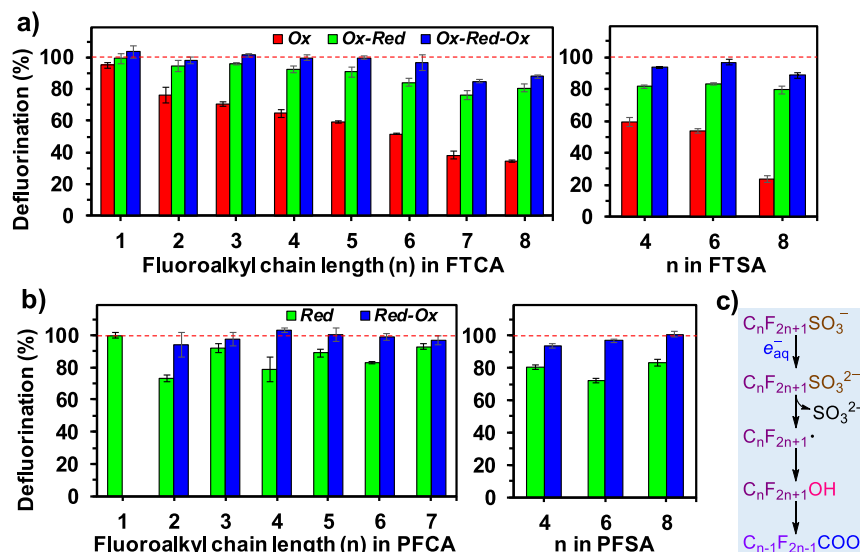 a)
Ox Ox-Red Ox-Red-Ox
Defluorination (%)
120
100
80
60
40
20
0
1 2 3 4 5 6 7 8
Fluoroalkyl chain length (n) in FTCA
120
100
80
60
40
20
0
4 6 8
n in FTSA
b)
Red Red-Ox
Defluorination (%)
120
100
80
60
40
20
0
1 2 3 4 5 6 7
Fluoroalkyl chain length (n) in PFCA
120
100
80
60
40
20
0
4 6 8
n in PFSA
c)
CₙF₂ₙ₊₁SO₃⁻
e⁻aq
CₙF₂ₙ₊₁SO₃²⁻
SO₃²⁻
CₙF₂ₙ₊₁•
CₙF₂ₙ₊₁OH
Cₙ₋₁F₂ₙ₋₁COO